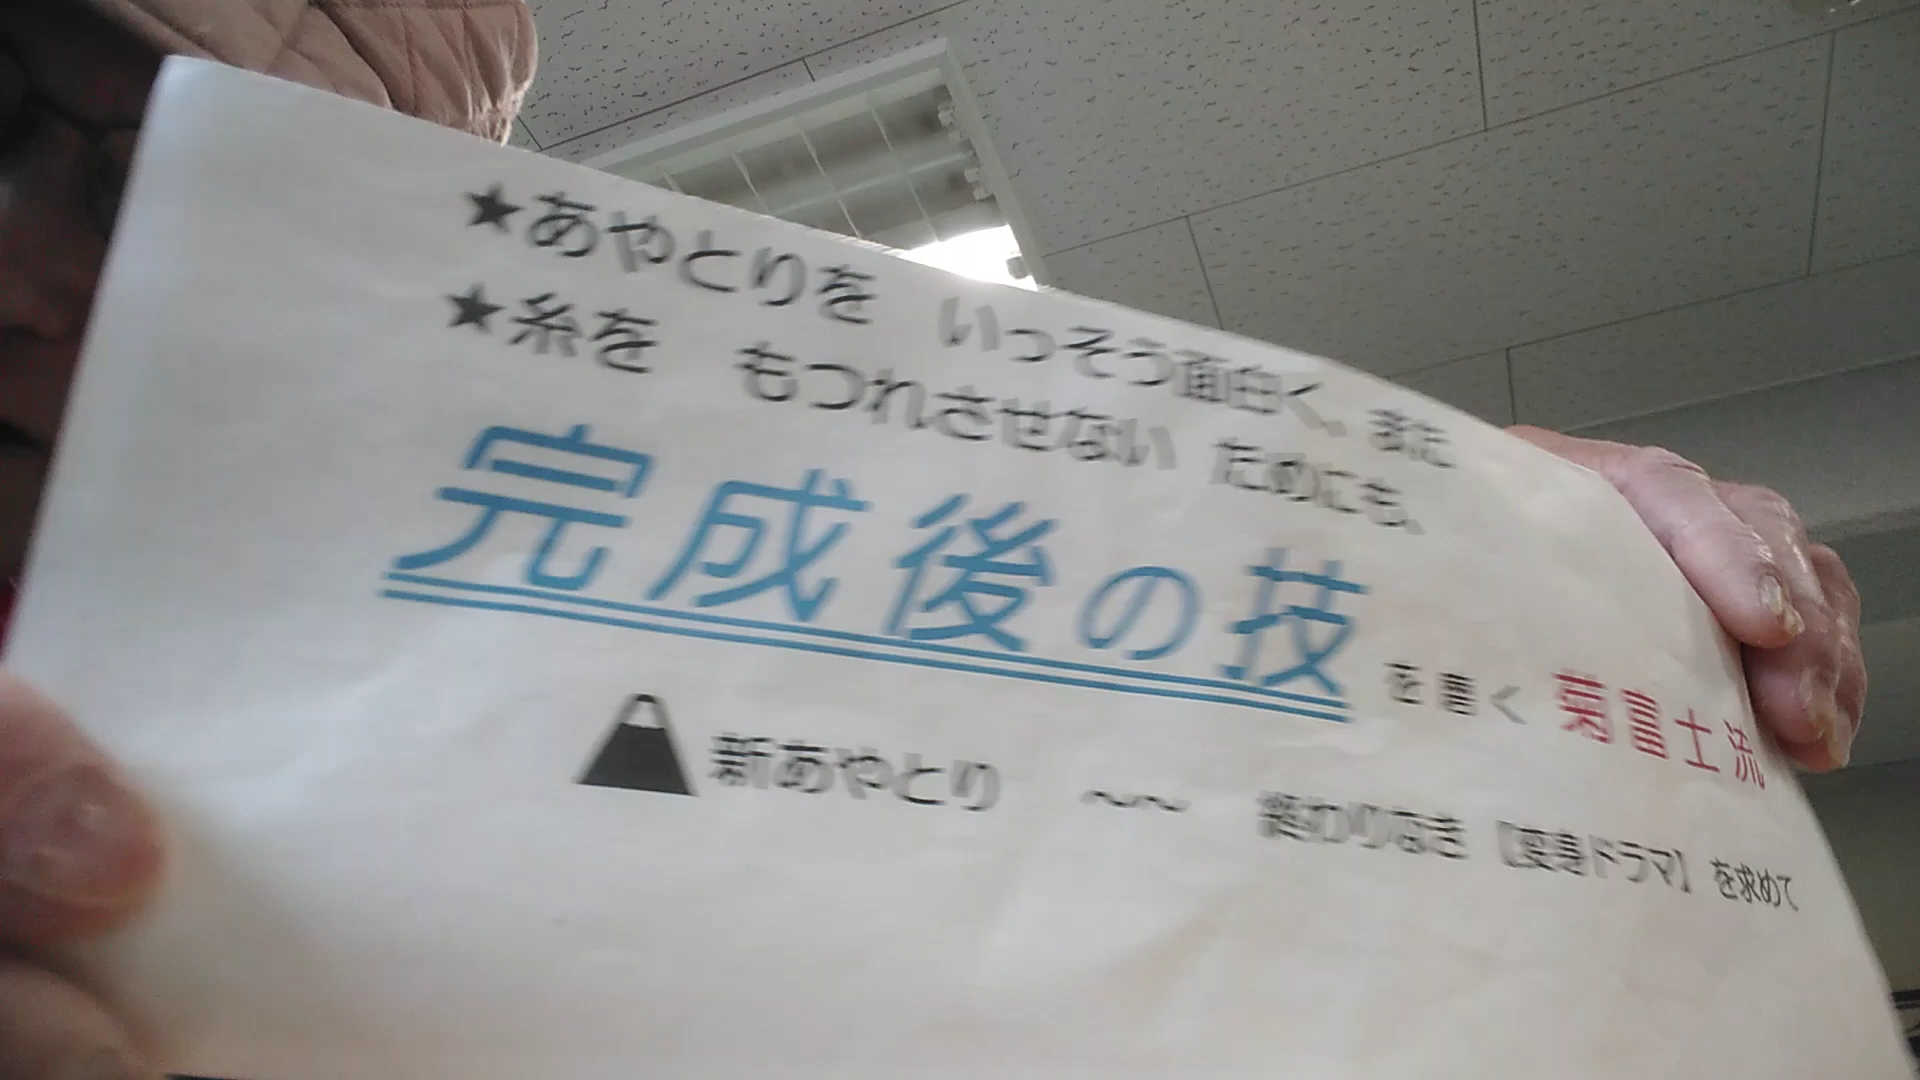 ★あやとりを いっそう面白く、また
★糸を もつれさせない ためにも、
完成後の技を磨く 菊富士流
新あやとり ～～ 終わりなき【変身ドラマ】を求めて